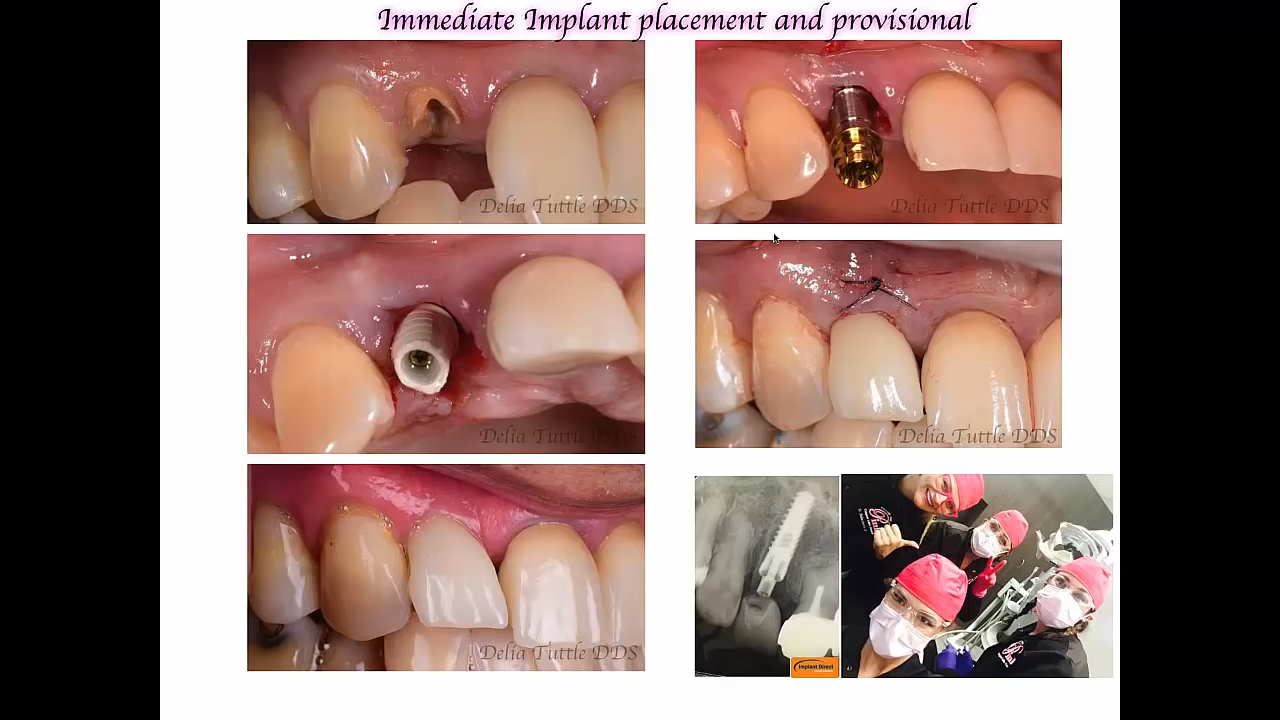 Immediate Implant placement and provisional
Delia Tuttle DDS
Delia Tuttle DDS
Delia Tuttle DDS
Delia Tuttle DDS
Delia Tuttle DDS
Implant Direct